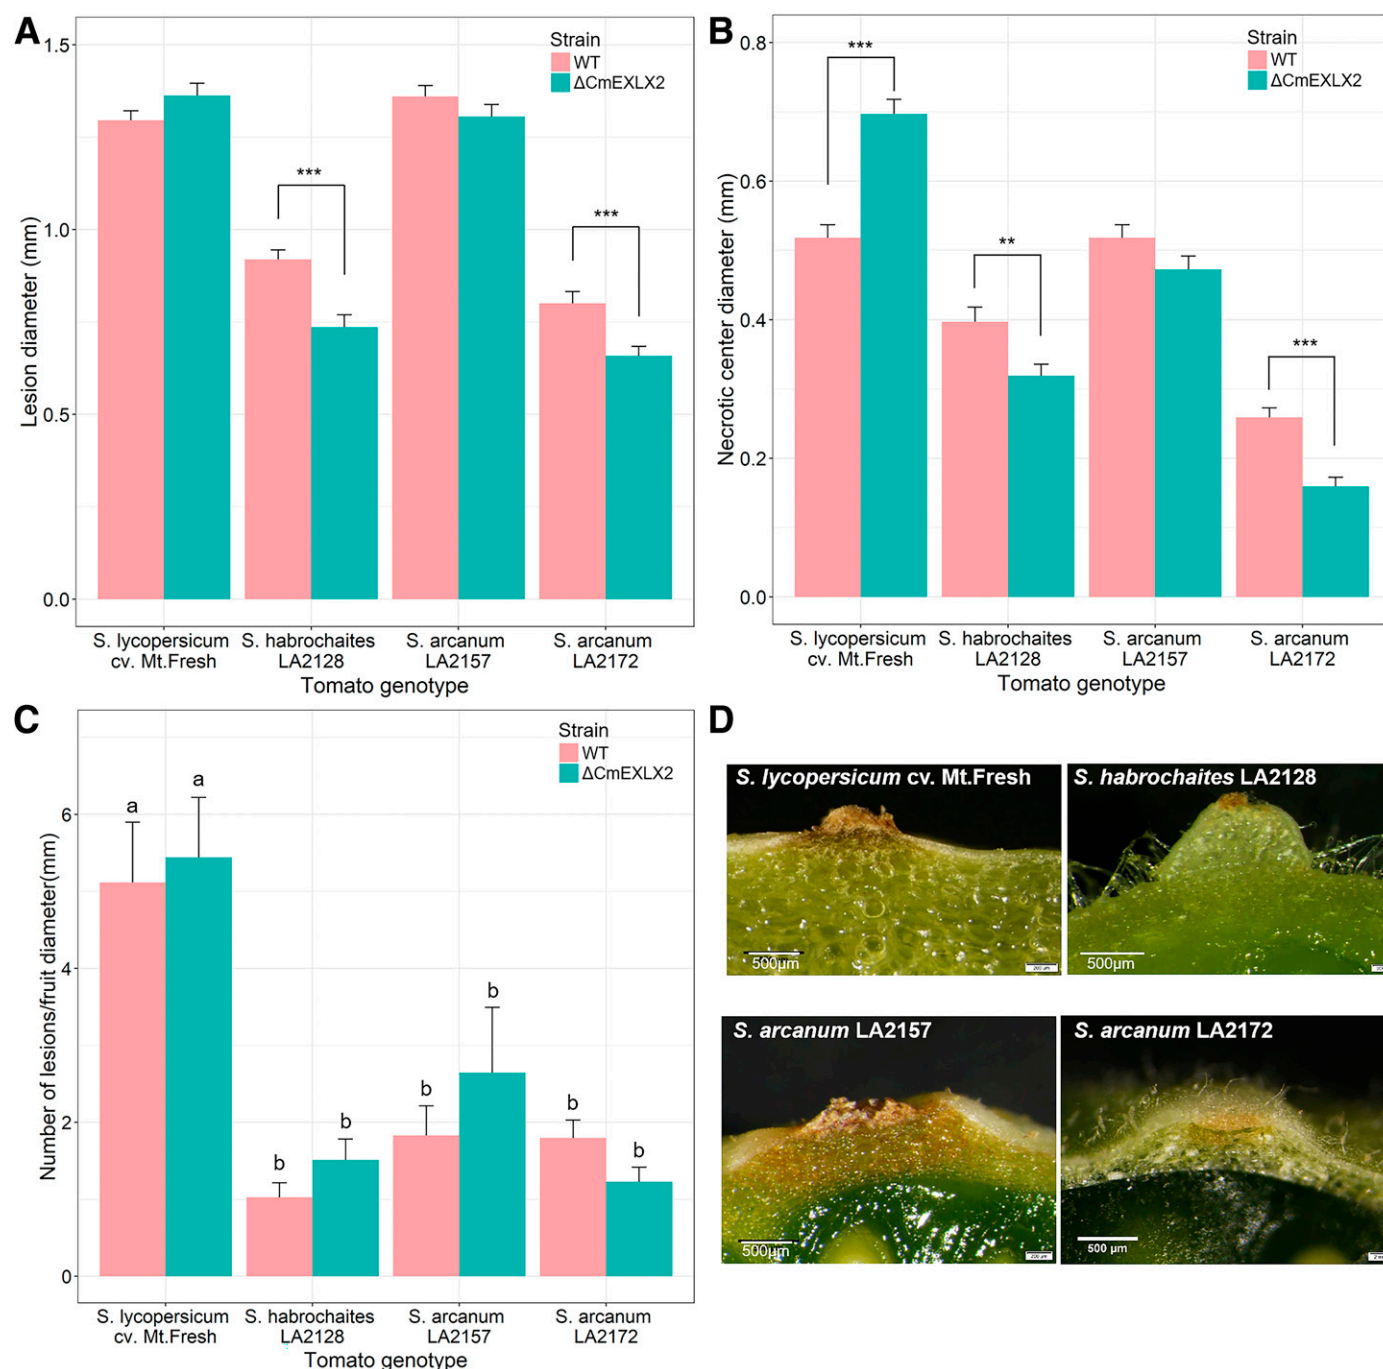 A
Strain
WT
ΔCmEXLX2
Lesion diameter (mm)
1.5
1.0
0.5
0.0
***
***
S. lycopersicum
cv. Mt.Fresh
S. habrochaites
LA2128
S. arcanum
LA2157
S. arcanum
LA2172
Tomato genotype
B
Strain
WT
ΔCmEXLX2
Necrotic center diameter (mm)
0.8
0.6
0.4
0.2
0.0
***
**
***
S. lycopersicum
cv. Mt.Fresh
S. habrochaites
LA2128
S. arcanum
LA2157
S. arcanum
LA2172
Tomato genotype
C
Strain
WT
ΔCmEXLX2
Number of lesions/fruit diameter(mm)
6
4
2
0
a
a
b
b
b
b
b
b
S. lycopersicum
cv. Mt.Fresh
S. habrochaites
LA2128
S. arcanum
LA2157
S. arcanum
LA2172
Tomato genotype
D
S. lycopersicum cv. Mt.Fresh
500µm
200 µm
S. habrochaites LA2128
500µm
S. arcanum LA2157
500µm
200 µm
S. arcanum LA2172
500 µm